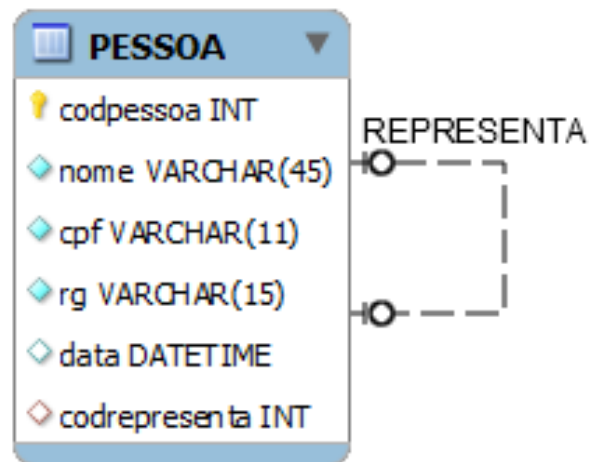 PESSOA
codpessoa INT
REPRESENTA
nome VARCHAR(45)
cpf VARCHAR(11)
rg VARCHAR(15)
data DATETIME
codrepresenta INT